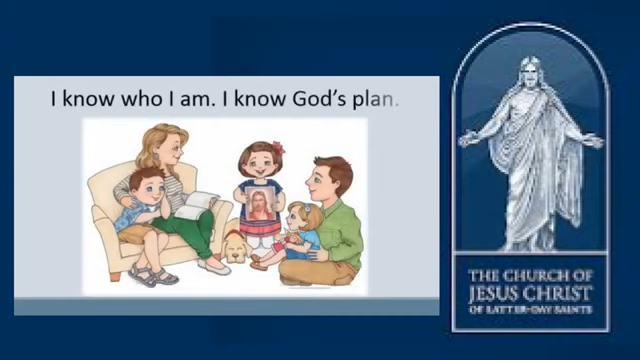 I know who I am. I know God's plan.
THE CHURCH OF
JESUS CHRIST
OF LATTER-DAY SAINTS